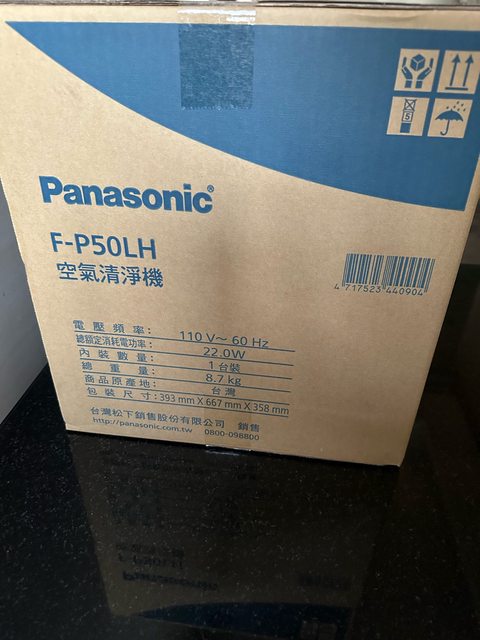 5
Panasonic®
F-P50LH
空氣清淨機
4 717523 440904
電壓頻率： 110 V～ 60 Hz
總額定消耗電功率： 22.0W
內裝數量： 1 台裝
總重量： 8.7 kg
商品原產地： 台灣
包裝尺寸：393 mm X 667 mm X 358 mm
台灣松下銷售股份有限公司 銷售
http://panasonic.com.tw 0800-098800